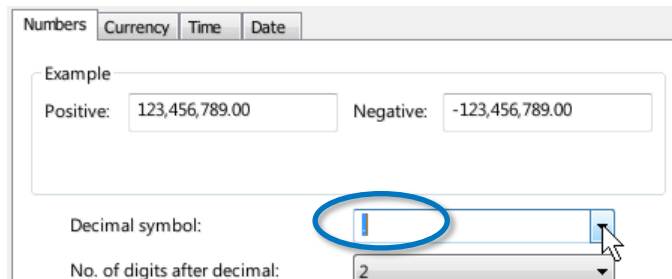 Numbers Currency Time Date
Example
Positive: 123,456,789.00 Negative: -123,456,789.00
Decimal symbol: .
No. of digits after decimal: 2